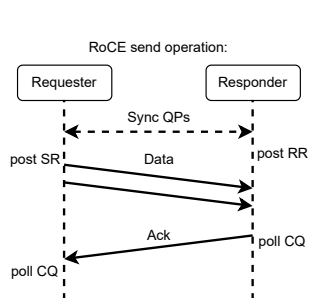 RoCE send operation:
Requester
Responder
Sync QPs
post RR
post SR
Data
Ack
poll CQ
poll CQ